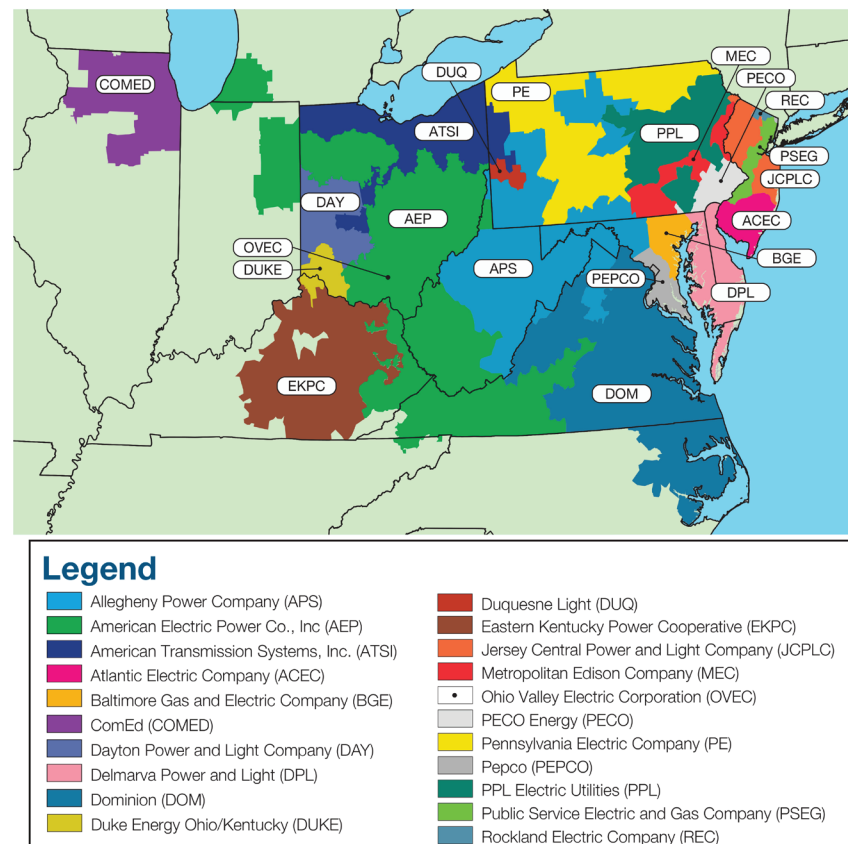 MEC
DUQ
PECO
COMED
PE
REC
ATSI
PPL
PSEG
JCPLC
DAY
AEP
ACEC
OVEC
BGE
DUKE
APS
PEPCO
DPL
EKPC
DOM
Legend
Allegheny Power Company (APS)
American Electric Power Co., Inc (AEP)
American Transmission Systems, Inc. (ATSI)
Atlantic Electric Company (ACEC)
Baltimore Gas and Electric Company (BGE)
ComEd (COMED)
Dayton Power and Light Company (DAY)
Delmarva Power and Light (DPL)
Dominion (DOM)
Duke Energy Ohio/Kentucky (DUKE)
Duquesne Light (DUQ)
Eastern Kentucky Power Cooperative (EKPC)
Jersey Central Power and Light Company (JCPLC)
Metropolitan Edison Company (MEC)
Ohio Valley Electric Corporation (OVEC)
PECO Energy (PECO)
Pennsylvania Electric Company (PE)
Pepco (PEPCO)
PPL Electric Utilities (PPL)
Public Service Electric and Gas Company (PSEG)
Rockland Electric Company (REC)